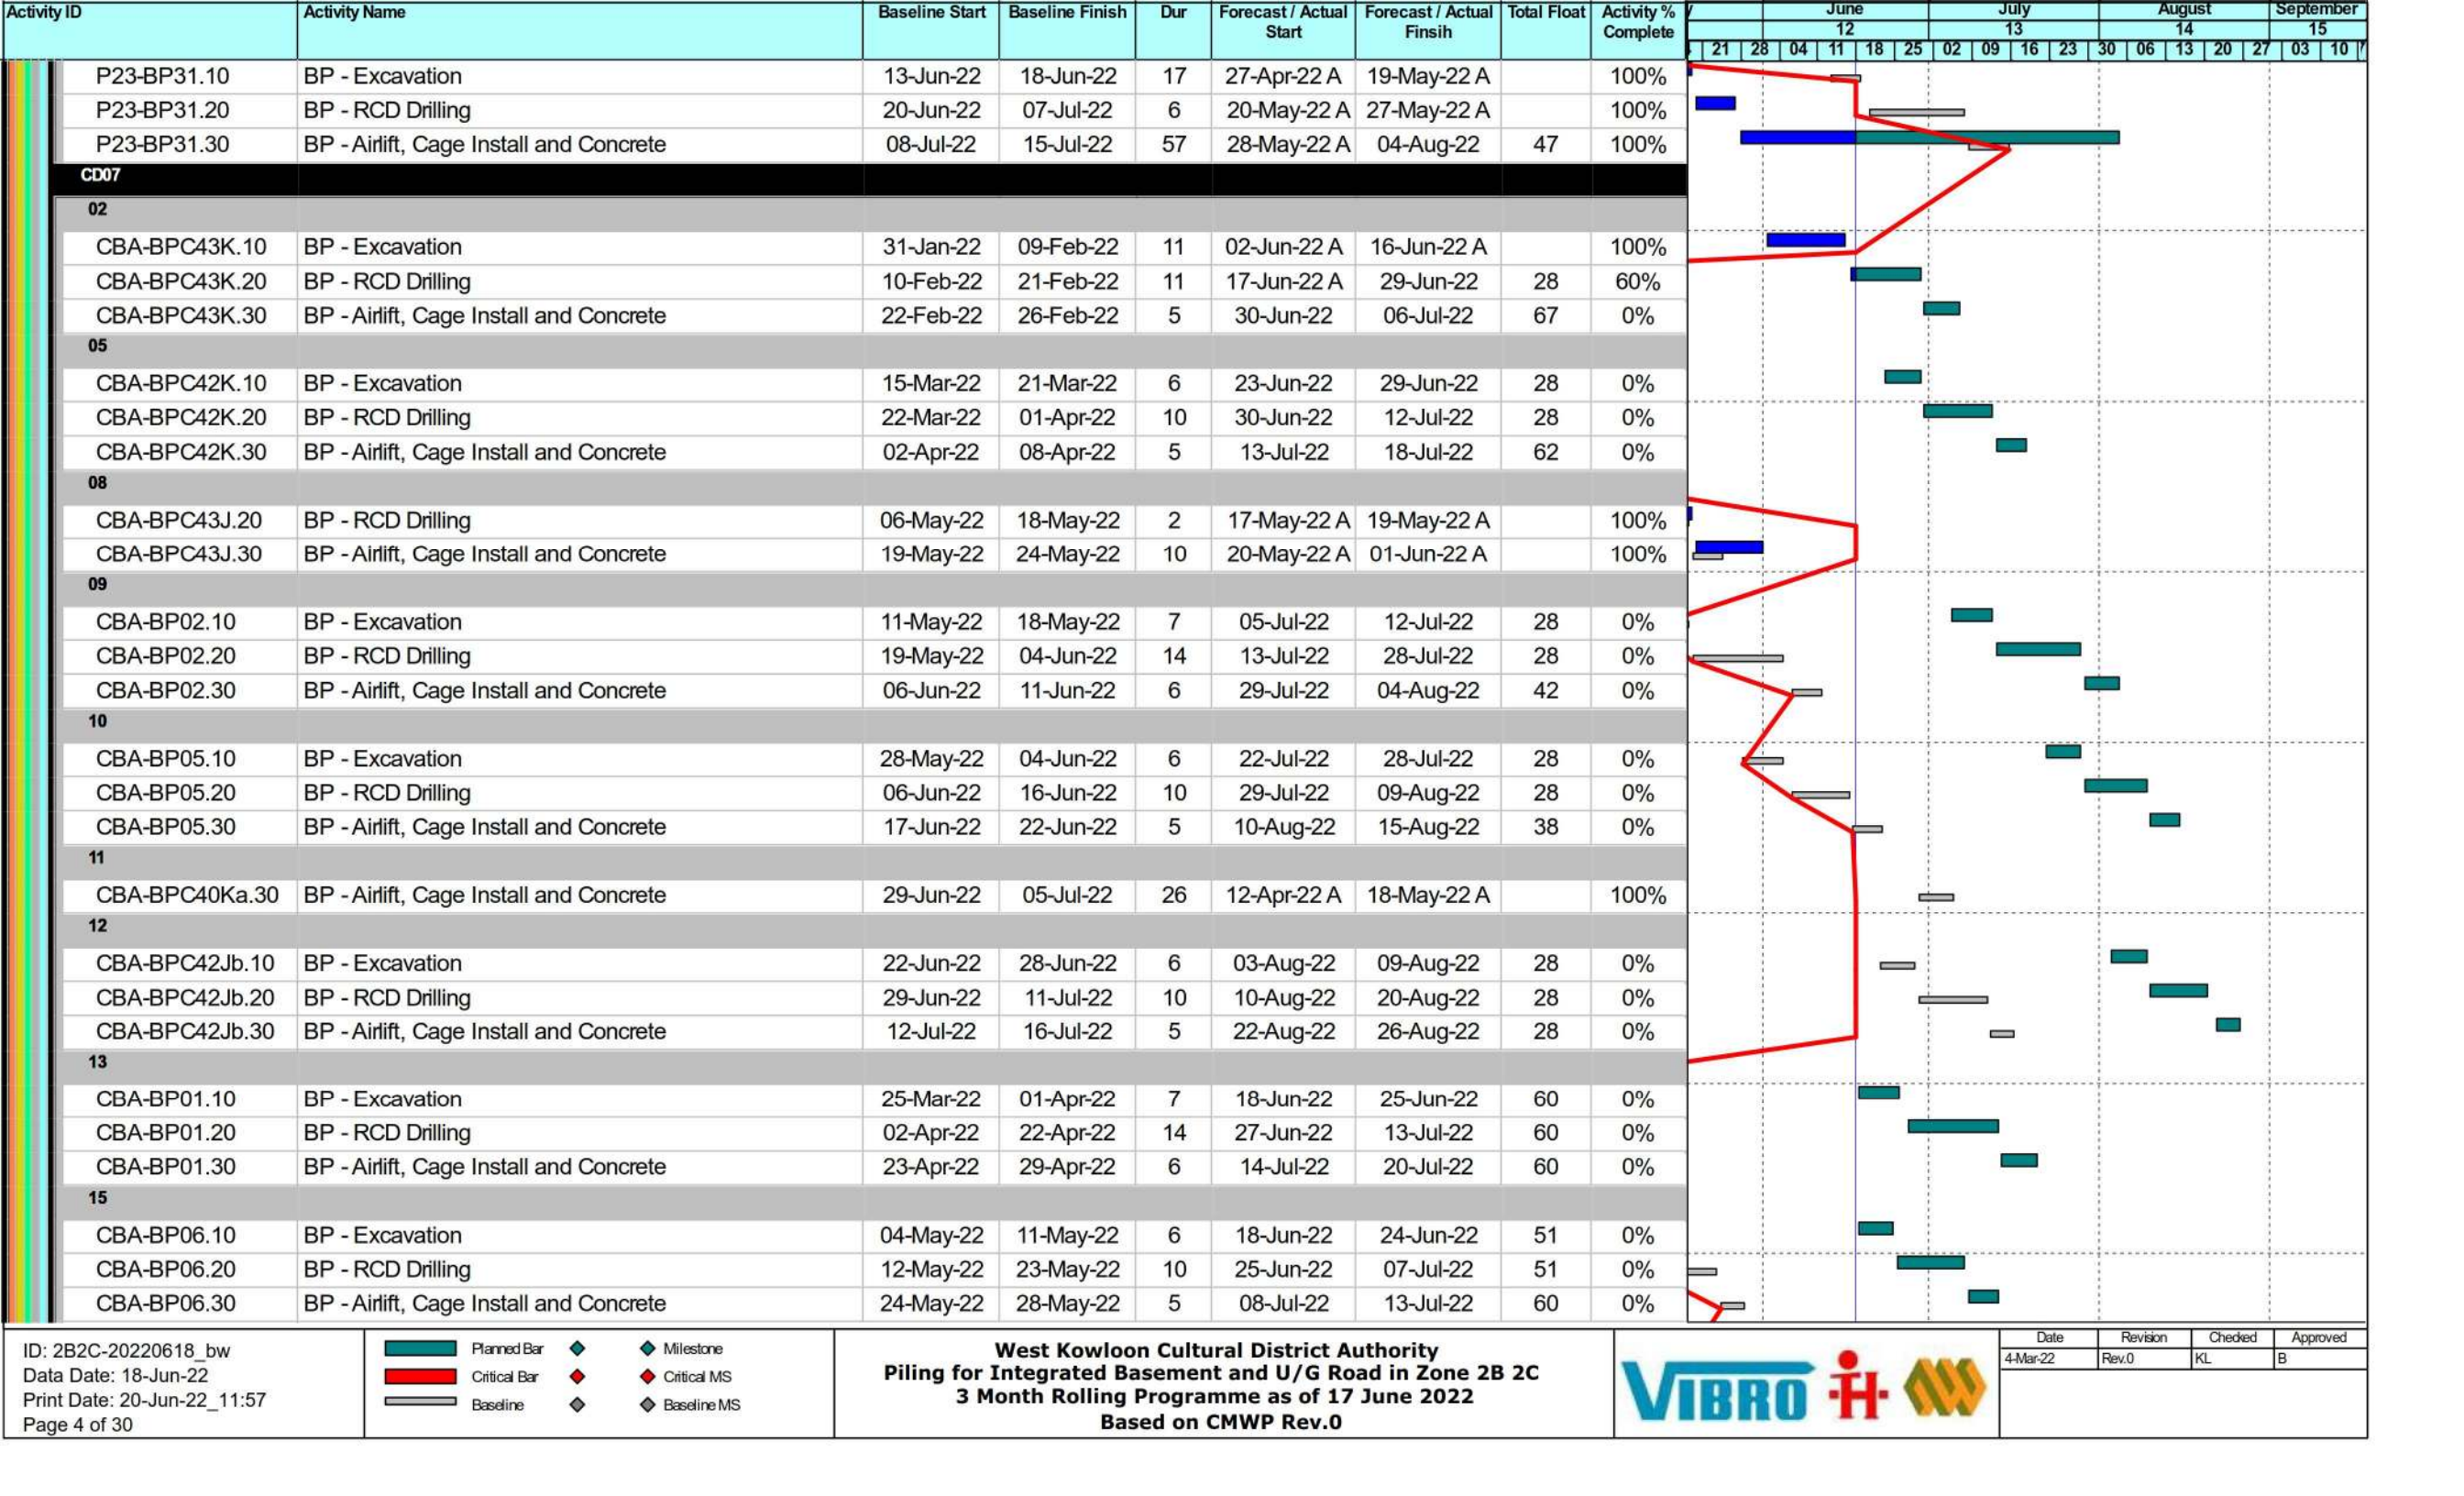 Activity ID Activity Name Baseline Start Baseline Finish Dur Forecast / Actual Start Forecast / Actual Finsih Total Float Activity % Complete
June July August September
12 13 14 15
21 28 04 11 18 25 02 09 16 23 30 06 13 20 27 03 10
P23-BP31.10 BP - Excavation 13-Jun-22 18-Jun-22 17 27-Apr-22 A 19-May-22 A 100%
P23-BP31.20 BP - RCD Drilling 20-Jun-22 07-Jul-22 6 20-May-22 A 27-May-22 A 100%
P23-BP31.30 BP - Airlift, Cage Install and Concrete 08-Jul-22 15-Jul-22 57 28-May-22 A 04-Aug-22 47 100%
CD07
02
CBA-BPC43K.10 BP - Excavation 31-Jan-22 09-Feb-22 11 02-Jun-22 A 16-Jun-22 A 100%
CBA-BPC43K.20 BP - RCD Drilling 10-Feb-22 21-Feb-22 11 17-Jun-22 A 29-Jun-22 28 60%
CBA-BPC43K.30 BP - Airlift, Cage Install and Concrete 22-Feb-22 26-Feb-22 5 30-Jun-22 06-Jul-22 67 0%
05
CBA-BPC42K.10 BP - Excavation 15-Mar-22 21-Mar-22 6 23-Jun-22 29-Jun-22 28 0%
CBA-BPC42K.20 BP - RCD Drilling 22-Mar-22 01-Apr-22 10 30-Jun-22 12-Jul-22 28 0%
CBA-BPC42K.30 BP - Airlift, Cage Install and Concrete 02-Apr-22 08-Apr-22 5 13-Jul-22 18-Jul-22 62 0%
08
CBA-BPC43J.20 BP - RCD Drilling 06-May-22 18-May-22 2 17-May-22 A 19-May-22 A 100%
CBA-BPC43J.30 BP - Airlift, Cage Install and Concrete 19-May-22 24-May-22 10 20-May-22 A 01-Jun-22 A 100%
09
CBA-BP02.10 BP - Excavation 11-May-22 18-May-22 7 05-Jul-22 12-Jul-22 28 0%
CBA-BP02.20 BP - RCD Drilling 19-May-22 04-Jun-22 14 13-Jul-22 28-Jul-22 28 0%
CBA-BP02.30 BP - Airlift, Cage Install and Concrete 06-Jun-22 11-Jun-22 6 29-Jul-22 04-Aug-22 42 0%
10
CBA-BP05.10 BP - Excavation 28-May-22 04-Jun-22 6 22-Jul-22 28-Jul-22 28 0%
CBA-BP05.20 BP - RCD Drilling 06-Jun-22 16-Jun-22 10 29-Jul-22 09-Aug-22 28 0%
CBA-BP05.30 BP - Airlift, Cage Install and Concrete 17-Jun-22 22-Jun-22 5 10-Aug-22 15-Aug-22 38 0%
11
CBA-BPC40Ka.30 BP - Airlift, Cage Install and Concrete 29-Jun-22 05-Jul-22 26 12-Apr-22 A 18-May-22 A 100%
12
CBA-BPC42Jb.10 BP - Excavation 22-Jun-22 28-Jun-22 6 03-Aug-22 09-Aug-22 28 0%
CBA-BPC42Jb.20 BP - RCD Drilling 29-Jun-22 11-Jul-22 10 10-Aug-22 20-Aug-22 28 0%
CBA-BPC42Jb.30 BP - Airlift, Cage Install and Concrete 12-Jul-22 16-Jul-22 5 22-Aug-22 26-Aug-22 28 0%
13
CBA-BP01.10 BP - Excavation 25-Mar-22 01-Apr-22 7 18-Jun-22 25-Jun-22 60 0%
CBA-BP01.20 BP - RCD Drilling 02-Apr-22 22-Apr-22 14 27-Jun-22 13-Jul-22 60 0%
CBA-BP01.30 BP - Airlift, Cage Install and Concrete 23-Apr-22 29-Apr-22 6 14-Jul-22 20-Jul-22 60 0%
15
CBA-BP06.10 BP - Excavation 04-May-22 11-May-22 6 18-Jun-22 24-Jun-22 51 0%
CBA-BP06.20 BP - RCD Drilling 12-May-22 23-May-22 10 25-Jun-22 07-Jul-22 51 0%
CBA-BP06.30 BP - Airlift, Cage Install and Concrete 24-May-22 28-May-22 5 08-Jul-22 13-Jul-22 60 0%
ID: 2B2C-20220618_bw
Data Date: 18-Jun-22
Print Date: 20-Jun-22_11:57
Page 4 of 30
Planned Bar Milestone
Critical Bar Critical MS
Baseline Baseline MS
West Kowloon Cultural District Authority
Piling for Integrated Basement and U/G Road in Zone 2B 2C
3 Month Rolling Programme as of 17 June 2022
Based on CMWP Rev.0
VIBRO
Date Revision Checked Approved
4-Mar-22 Rev.0 KL B